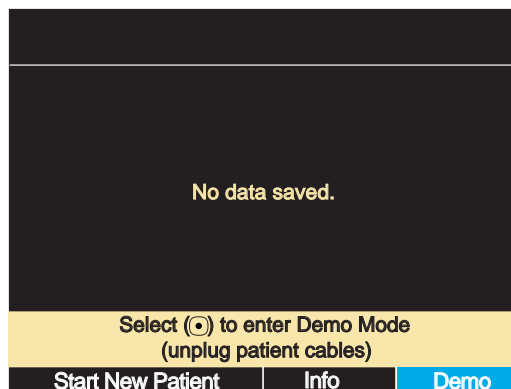 No data saved.
Select (⊙) to enter Demo Mode
(unplug patient cables)
Start New Patient Info Demo